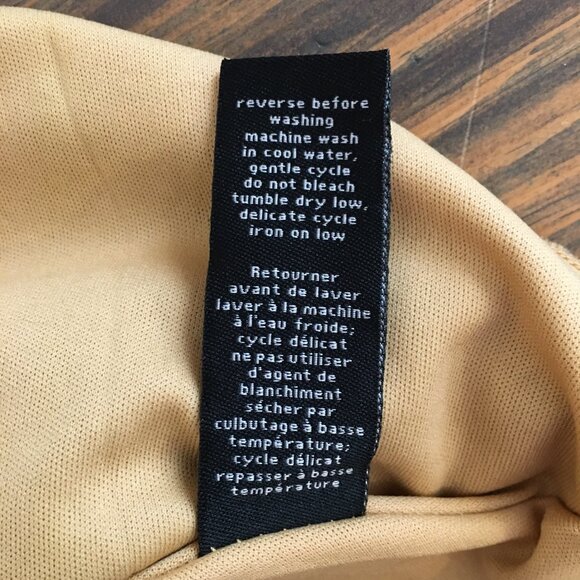 reverse before
washing
machine wash
in cool water,
gentle cycle
do not bleach
tumble dry low,
delicate cycle
iron on low
Retourner
avant de laver
laver à la machine
à l'eau froide;
cycle délicat
ne pas utiliser
d'agent de
blanchiment
sécher par
culbutage à basse
température;
cycle délicat
repasser à basse
température